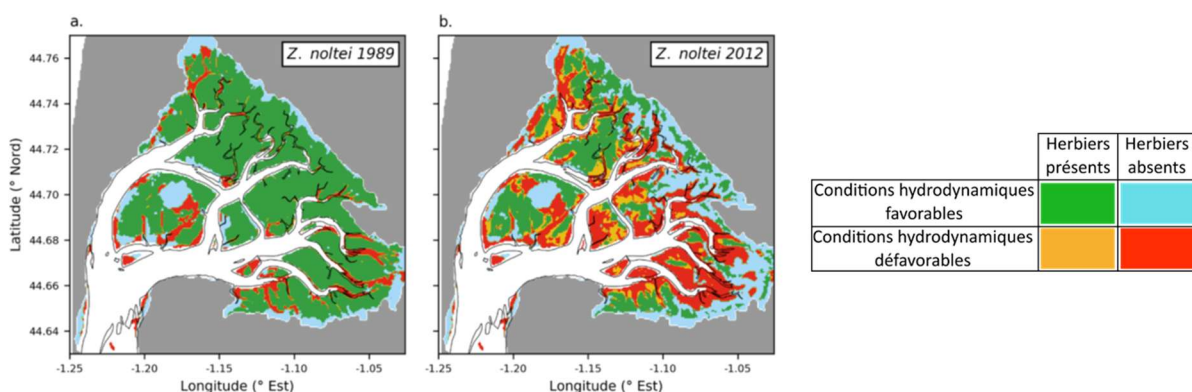 a.
Z. noltei 1989
44.76
44.74
44.72
44.70
44.68
44.66
44.64
Latitude (° Nord)
-1.25
-1.20
-1.15
-1.10
-1.05
Longitude (° Est)
b.
Z. noltei 2012
-1.25
-1.20
-1.15
-1.10
-1.05
Longitude (° Est)
Herbiers
présents
Herbiers
absents
Conditions hydrodynamiques
favorables
Conditions hydrodynamiques
défavorables